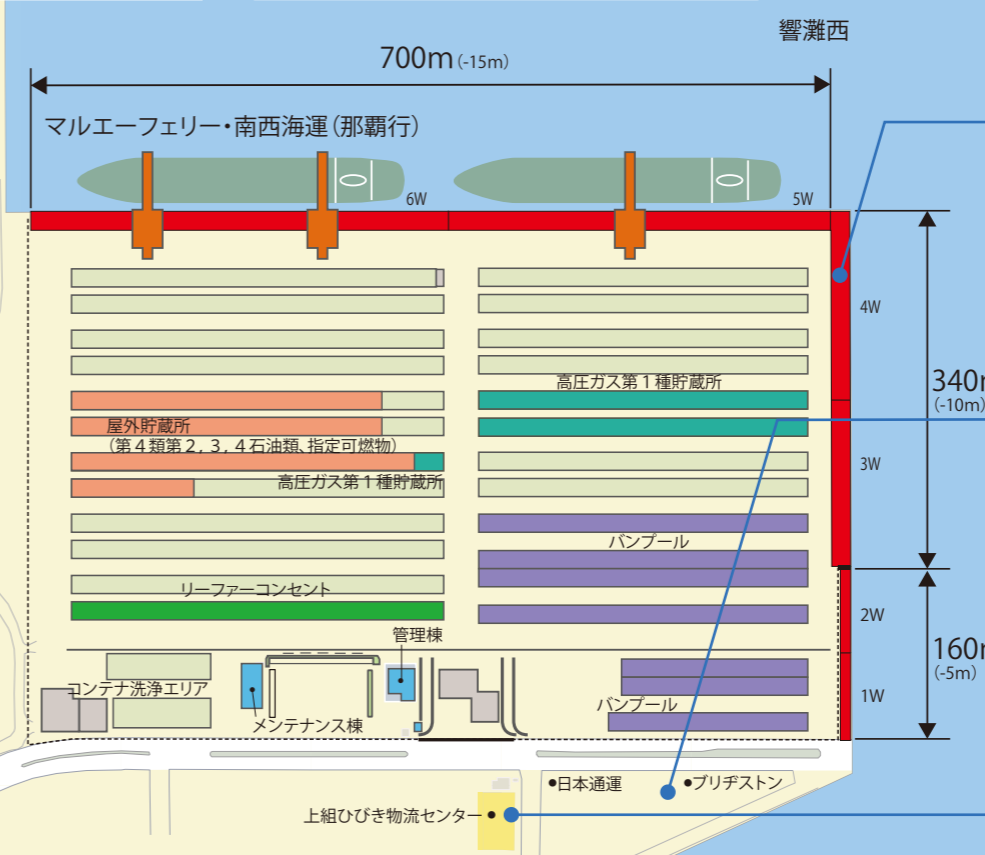 響灘西
700m(-15m)
マルエーフェリー・南西海運(那覇行)
6W
5W
4W
340m
(-10m)
高圧ガス第1種貯蔵所
屋外貯蔵所
(第4類第2, 3, 4石油類、指定可燃物)
3W
高圧ガス第1種貯蔵所
バンプール
リーファーコンセント
2W
管理棟
160m
(-5m)
コンテナ洗浄エリア
1W
バンプール
メンテナンス棟
●日本通運
●ブリヂストン
上組ひびき物流センター